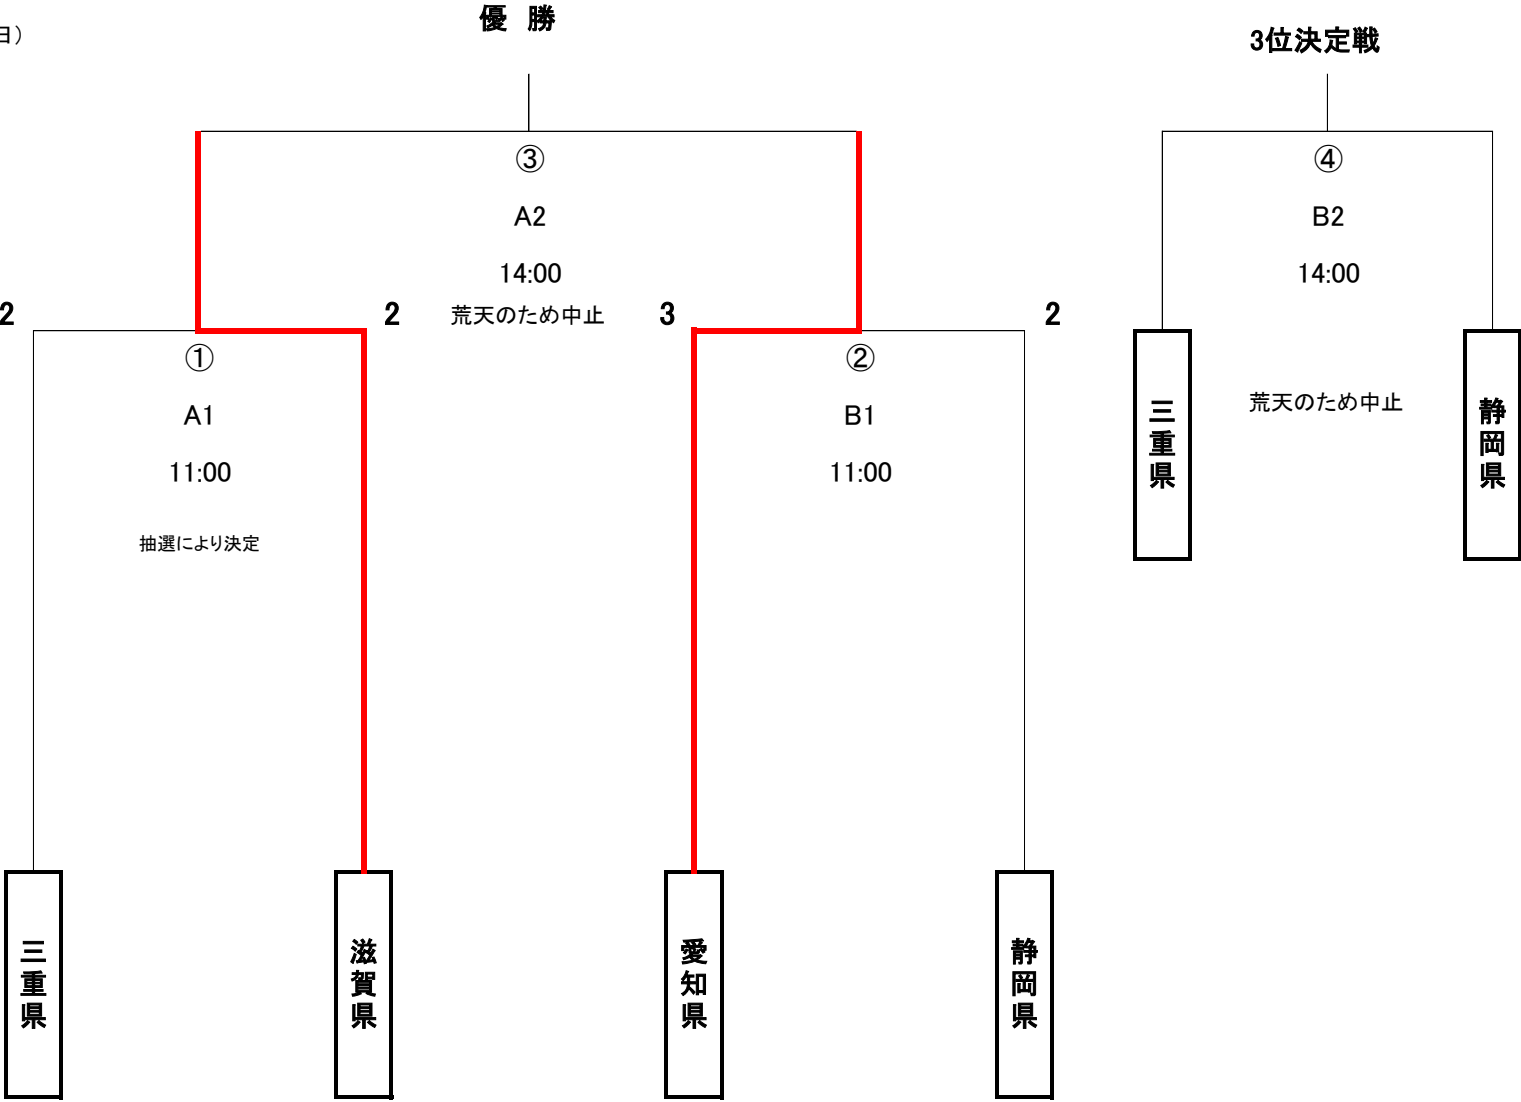 日）
優 勝
3位決定戦
③
A2
14:00
荒天のため中止
④
B2
14:00
荒天のため中止
三重県
静岡県
2
2
3
2
①
A1
11:00
抽選により決定
②
B1
11:00
三重県
滋賀県
愛知県
静岡県